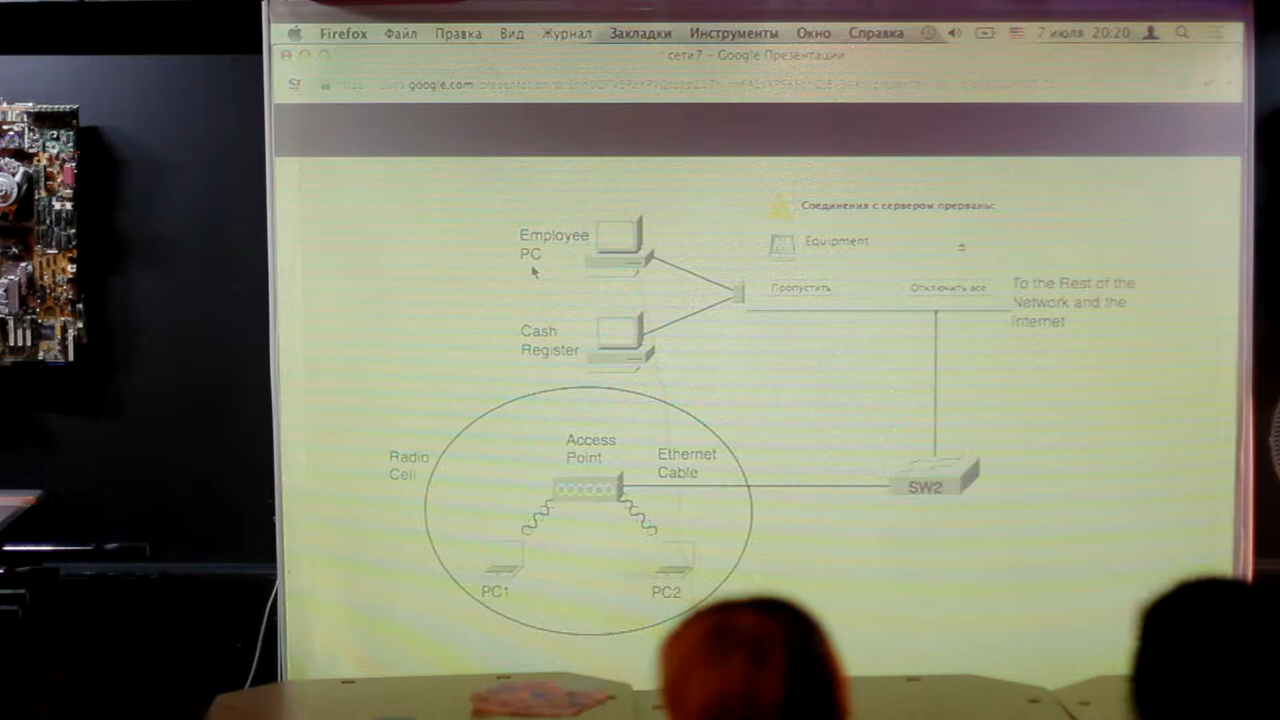 Firefox Файл Правка Вид Журнал Закладки Инструменты Окно Справка 7 июля 20:20
сети7 – Google Презентации
google.com
Соединения с сервером прерваны:
Equipment
Пропустить Отключить все
Employee
PC
To the Rest of the
Network and the
Internet
Cash
Register
Access
Point
Radio
Cell
Ethernet
Cable
SW2
PC1
PC2